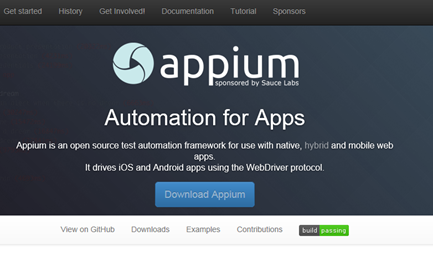 Get started History Get Involved! Documentation Tutorial Sponsors
appium
sponsored by Sauce Labs
Automation for Apps
Appium is an open source test automation framework for use with native, hybrid and mobile web
apps.
It drives iOS and Android apps using the WebDriver protocol.
Download Appium
View on GitHub Downloads Examples Contributions build passing